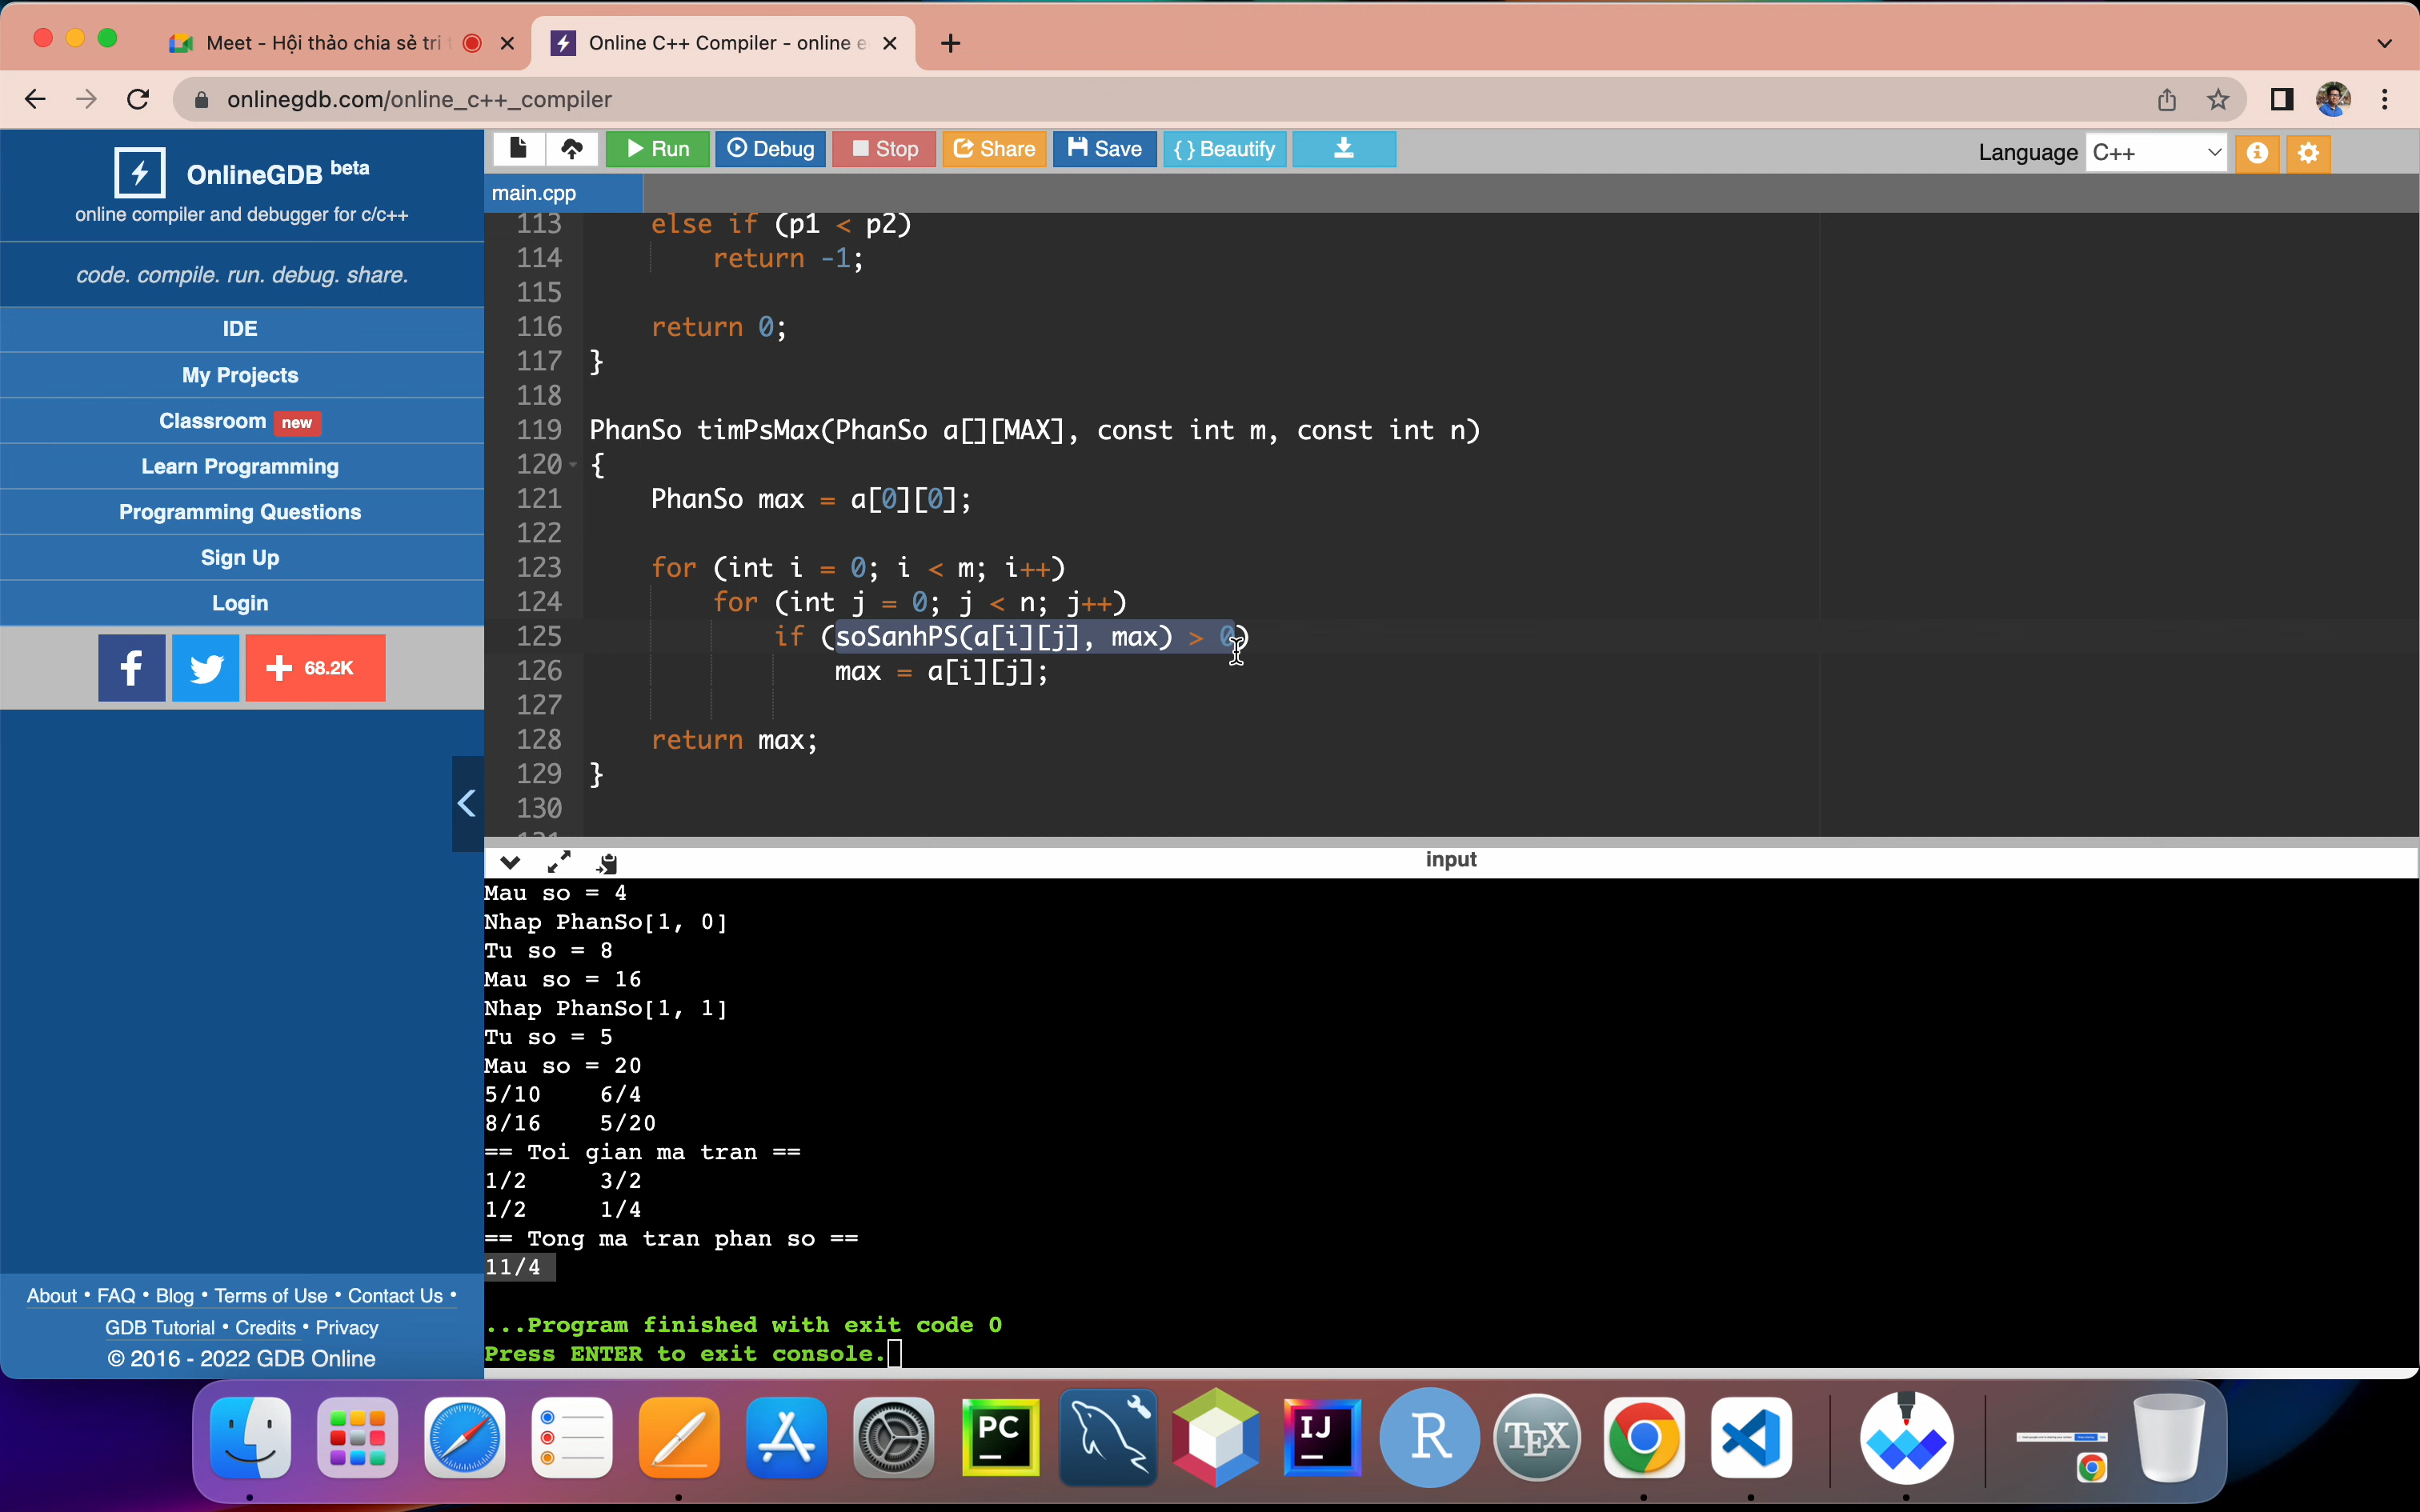 Meet - Hội thảo chia sẻ tri
Online C++ Compiler - online e
onlinegdb.com/online_c++_compiler
OnlineGDB beta
online compiler and debugger for c/c++
code. compile. run. debug. share.
IDE
My Projects
Classroom new
Learn Programming
Programming Questions
Sign Up
Login
f
+ 68.2K
About • FAQ • Blog • Terms of Use • Contact Us •
GDB Tutorial • Credits • Privacy
© 2016 - 2022 GDB Online
Run Debug Stop Share Save { } Beautify
Language C++
main.cpp
113 else if (p1 < p2)
114 return -1;
115
116 return 0;
117 }
118
119 PhanSo timPsMax(PhanSo a[][MAX], const int m, const int n)
120 {
121 PhanSo max = a[0][0];
122
123 for (int i = 0; i < m; i++)
124 for (int j = 0; j < n; j++)
125 if (soSanhPS(a[i][j], max) > 0)
126 max = a[i][j];
127
128 return max;
129 }
130
131
input
Mau so = 4
Nhap PhanSo[1, 0]
Tu so = 8
Mau so = 16
Nhap PhanSo[1, 1]
Tu so = 5
Mau so = 20
5/10 6/4
8/16 5/20
== Toi gian ma tran ==
1/2 3/2
1/2 1/4
== Tong ma tran phan so ==
11/4
...Program finished with exit code 0
Press ENTER to exit console.
PC
IJ
R
TEX